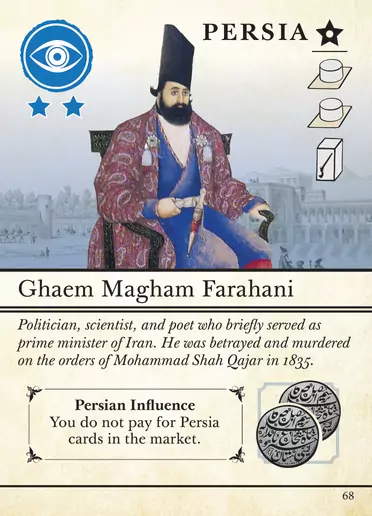 PERSIA
Ghaem Magham Farahani
Politician, scientist, and poet who briefly served as
prime minister of Iran. He was betrayed and murdered
on the orders of Mohammad Shah Qajar in 1835.
Persian Influence
You do not pay for Persia
cards in the market.
68